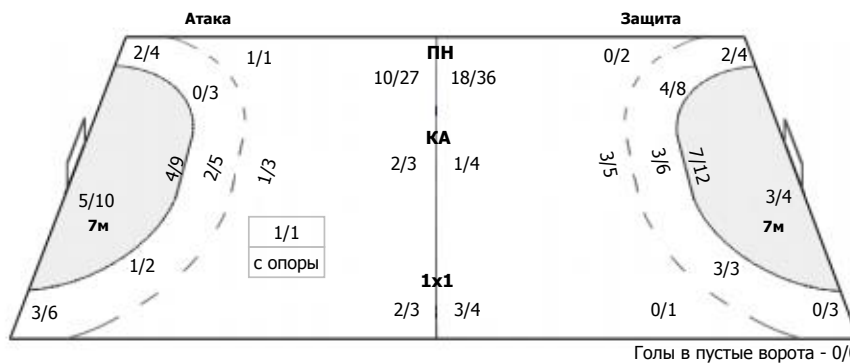 Атака Защита
2/4 1/1 ПН 0/2 2/4
10/27 18/36
0/3 4/8
КА
4/9 2/5 1/3 2/3 1/4 3/5 3/6 7/12
5/10 3/4
7м 7м
1/1
с опоры
1/2 3/3
1x1
3/6 2/3 3/4 0/1 0/3
Голы в пустые ворота - 0/